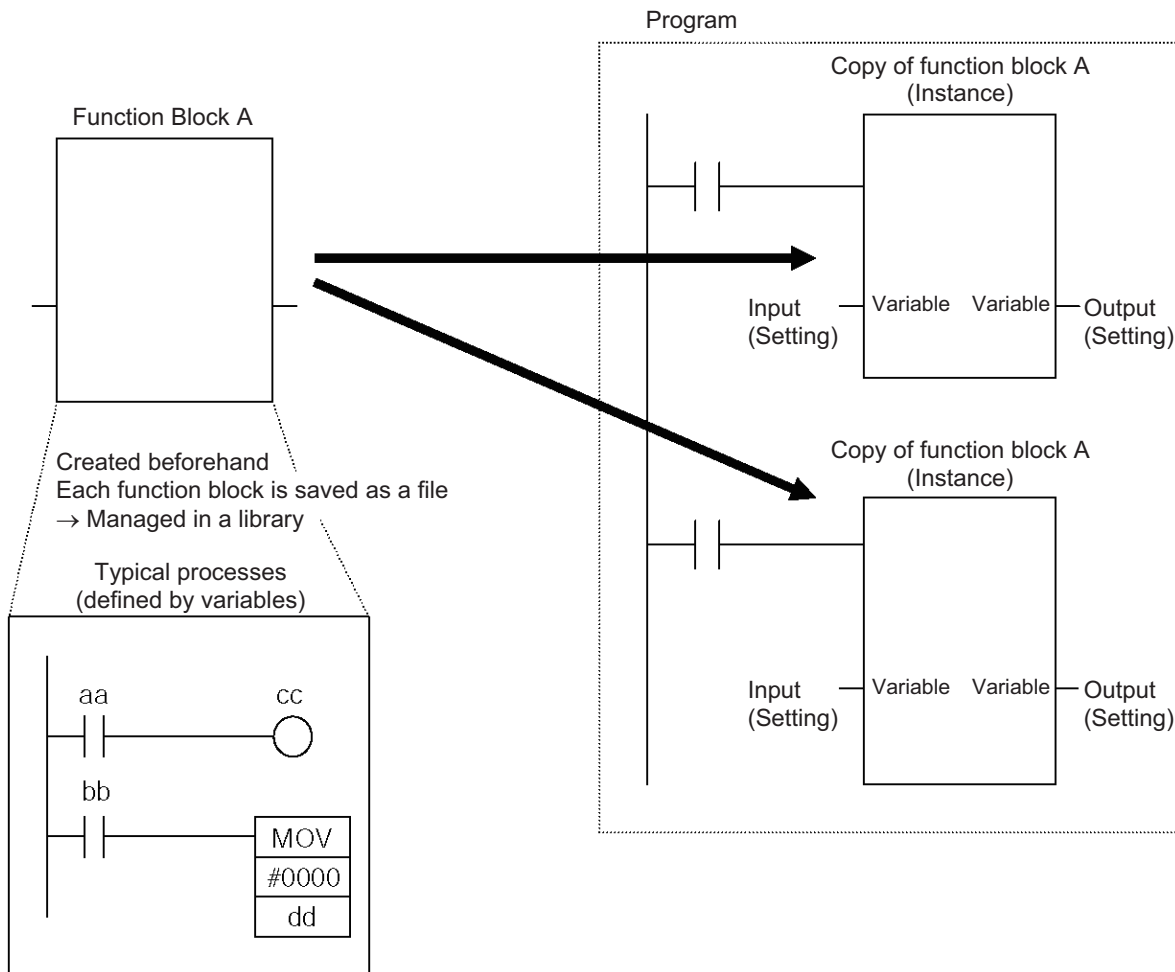 Program
Function Block A
Copy of function block A
(Instance)
Input
(Setting)
Variable
Variable
Output
(Setting)
Created beforehand
Each function block is saved as a file
→ Managed in a library
Copy of function block A
(Instance)
Input
(Setting)
Variable
Variable
Output
(Setting)
Typical processes
(defined by variables)
aa
cc
bb
MOV
#0000
dd